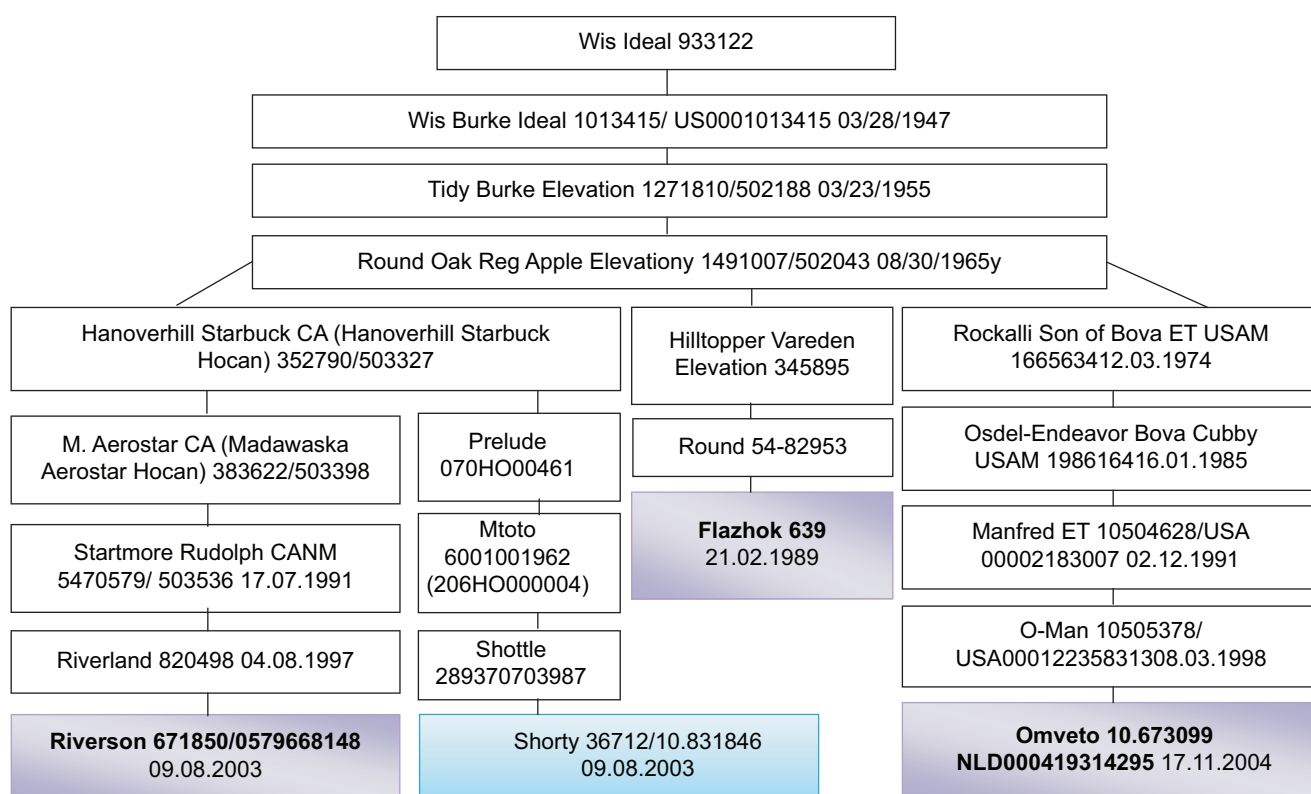 Wis Ideal 933122
Wis Burke Ideal 1013415/ US0001013415 03/28/1947
Tidy Burke Elevation 1271810/502188 03/23/1955
Round Oak Reg Apple Elevationy 1491007/502043 08/30/1965y
Hanoverhill Starbuck CA (Hanoverhill Starbuck
Hocan) 352790/503327
Hilltopper Vareden
Elevation 345895
Rockalli Son of Bova ET USAM
166563412.03.1974
M. Aerostar CA (Madawaska
Aerostar Hocan) 383622/503398
Prelude
070HO00461
Round 54-82953
Osdel-Endeavor Bova Cubby
USAM 198616416.01.1985
Startmore Rudolph CANM
5470579/ 503536 17.07.1991
Mtoto
6001001962
(206HO000004)
Flazhok 639
21.02.1989
Manfred ET 10504628/USA
00002183007 02.12.1991
Riverland 820498 04.08.1997
Shottle
289370703987
O-Man 10505378/
USA00012235831308.03.1998
Riverson 671850/0579668148
09.08.2003
Shorty 36712/10.831846
09.08.2003
Omveto 10.673099
NLD000419314295 17.11.2004